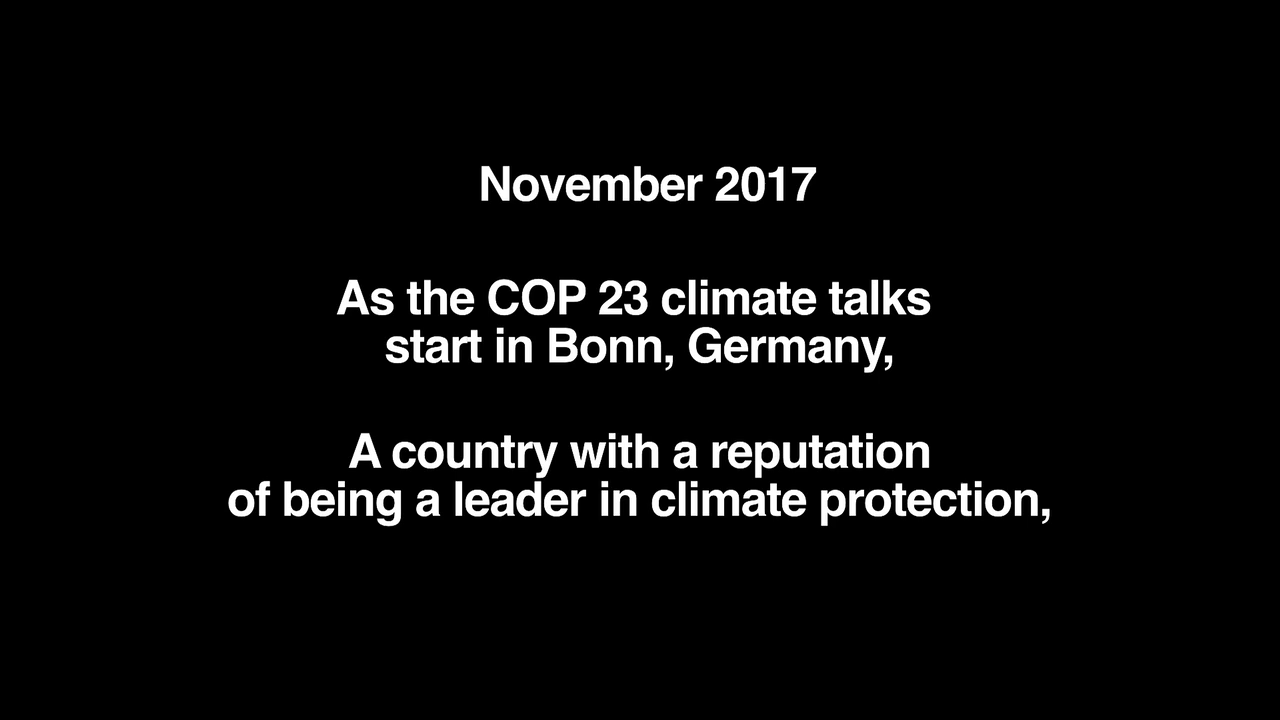 November 2017
As the COP 23 climate talks
start in Bonn, Germany,
A country with a reputation
of being a leader in climate protection,